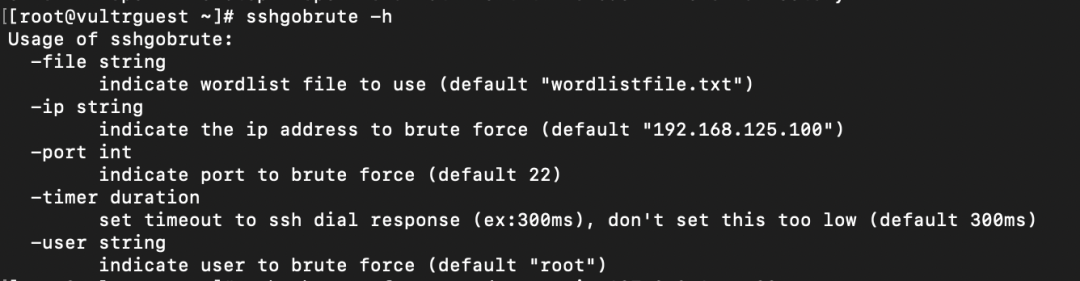 [[root@vultrguest ~]# sshgobrute -h
Usage of sshgobrute:
-file string
indicate wordlist file to use (default "wordlistfile.txt")
-ip string
indicate the ip address to brute force (default "192.168.125.100")
-port int
indicate port to brute force (default 22)
-timer duration
set timeout to ssh dial response (ex:300ms), don't set this too low (default 300ms)
-user string
indicate user to brute force (default "root")